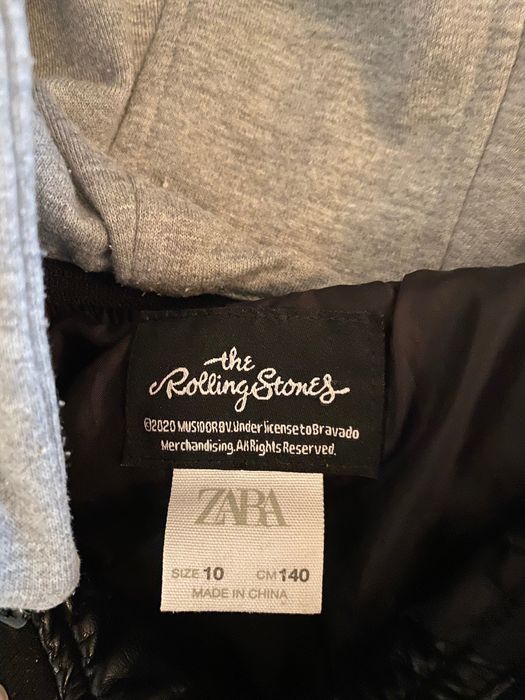 the
Rolling Stones
©2020 MUSIDOR BV. Under license to Bravado
Merchandising. All Rights Reserved.
ZARA
SIZE 10 CM 140
MADE IN CHINA